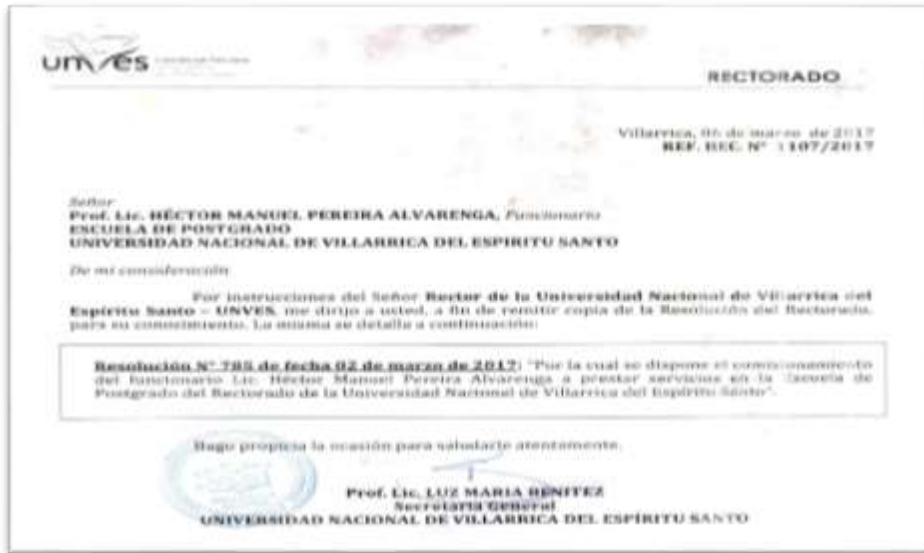 unves
RECTORADO
Villarrica, 06 de marzo de 2017
REF. REC. N° 1107/2017
Señor
Prof. Lic. HÉCTOR MANUEL PEREIRA ALVARENGA, Funcionario
ESCUELA DE POSTGRADO
UNIVERSIDAD NACIONAL DE VILLARRICA DEL ESPIRITU SANTO
De mi consideración
Por instrucciones del Señor Rector de la Universidad Nacional de Villarrica del
Espíritu Santo – UNVES, me dirijo a usted, a fin de remitir copia de la Resolución del Rectorado,
para su conocimiento. La misma se detalla a continuación:
Resolución N° 785 de fecha 02 de marzo de 2017: "Por la cual se dispone el comisionamiento
del funcionario Lic. Héctor Manuel Pereira Alvarenga a prestar servicios en la Escuela de
Postgrado del Rectorado de la Universidad Nacional de Villarrica del Espíritu Santo".
Hago propicia la ocasión para saludarle atentamente.
Prof. Lic. LUZ MARIA BENITEZ
Secretaria General
UNIVERSIDAD NACIONAL DE VILLARRICA DEL ESPÍRITU SANTO